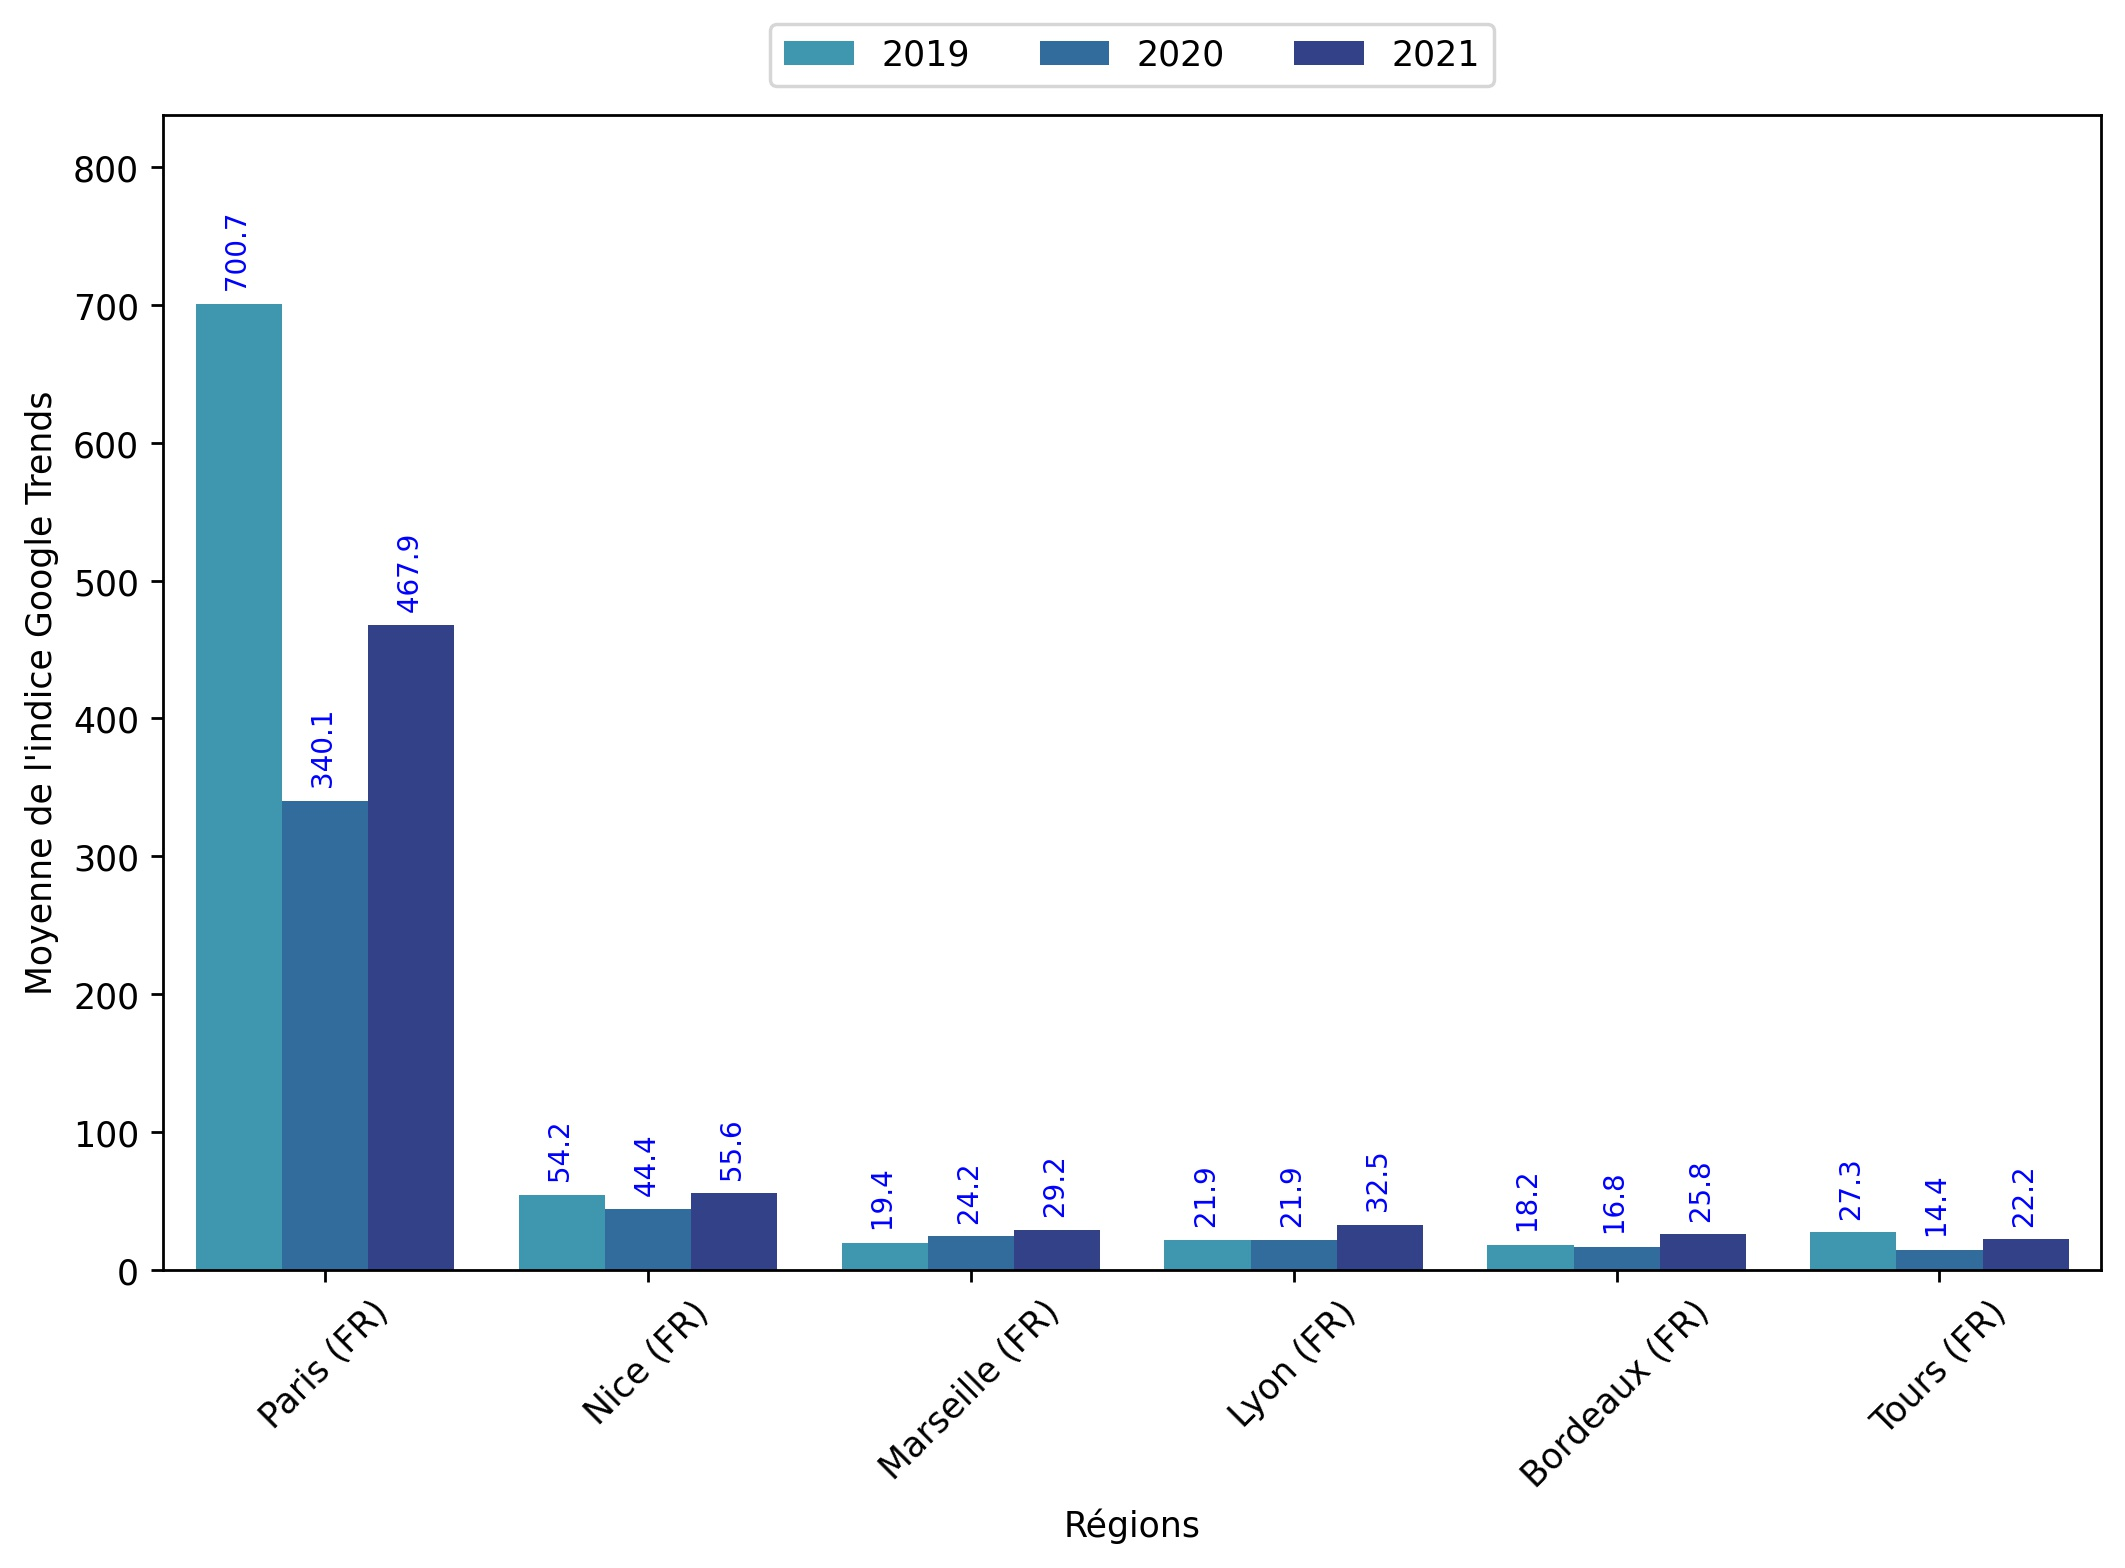 2019 2020 2021
Moyenne de l'indice Google Trends
800
700
600
500
400
300
200
100
0
700.7 340.1 467.9
54.2 44.4 55.6
19.4 24.2 29.2
21.9 21.9 32.5
18.2 16.8 25.8
27.3 14.4 22.2
Paris (FR) Nice (FR) Marseille (FR) Lyon (FR) Bordeaux (FR) Tours (FR)
Régions